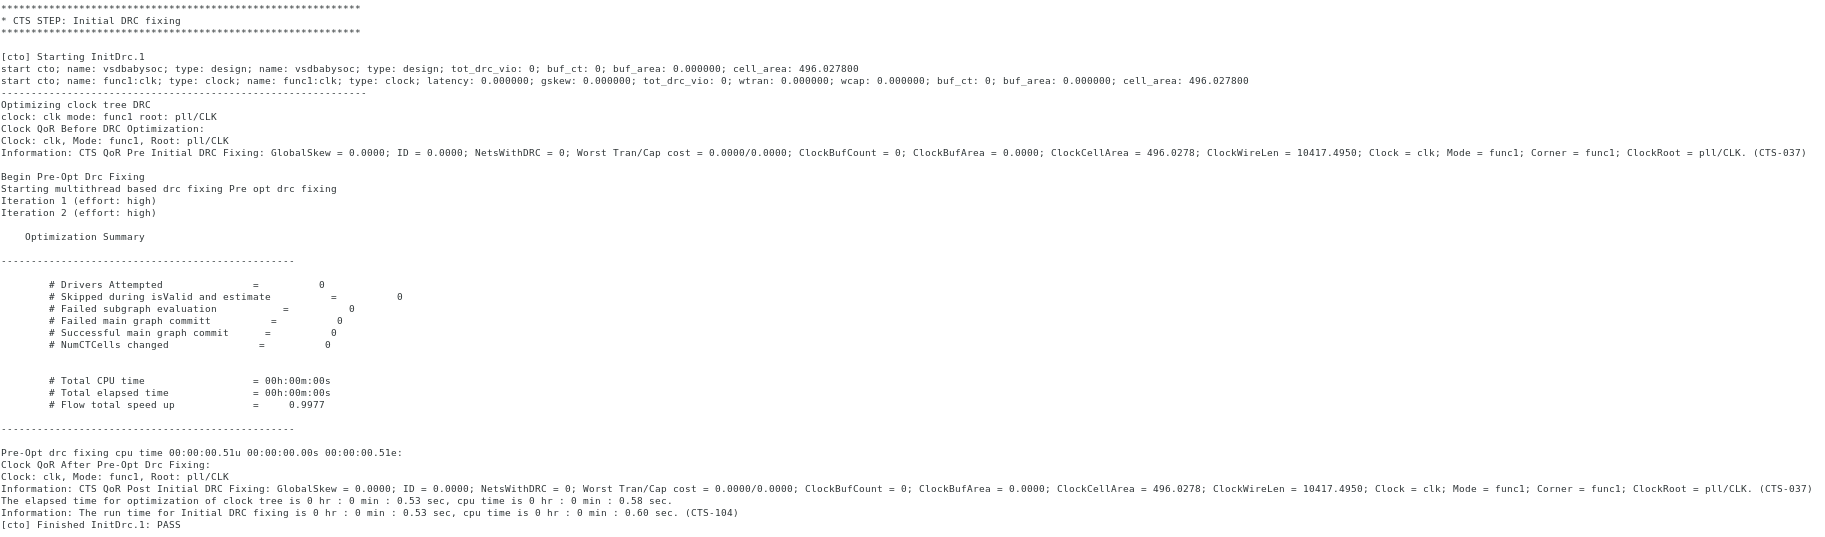 ************************************************************
* CTS STEP: Initial DRC fixing
************************************************************
[cto] Starting InitDrc.1
start cto; name: vsdbabysoc; type: design; name: vsdbabysoc; type: design; tot_drc_vio: 0; buf_ct: 0; buf_area: 0.000000; cell_area: 496.027800
start cto; name: func1:clk; type: clock; name: func1:clk; type: clock; latency: 0.000000; gskew: 0.000000; tot_drc_vio: 0; wtran: 0.000000; wcap: 0.000000; buf_ct: 0; buf_area: 0.000000; cell_area: 496.027800
-------------------------------------------------------------
Optimizing clock tree DRC
clock: clk mode: func1 root: pll/CLK
Clock QoR Before DRC Optimization:
Clock: clk, Mode: func1, Root: pll/CLK
Information: CTS QoR Pre Initial DRC Fixing: GlobalSkew = 0.0000; ID = 0.0000; NetsWithDRC = 0; Worst Tran/Cap cost = 0.0000/0.0000; ClockBufCount = 0; ClockBufArea = 0.0000; ClockCellArea = 496.0278; ClockWireLen = 10417.4950; Clock = clk; Mode = func1; Corner = func1; ClockRoot = pll/CLK. (CTS-037)
Begin Pre-Opt Drc Fixing
Starting multithread based drc fixing Pre opt drc fixing
Iteration 1 (effort: high)
Iteration 2 (effort: high)
    Optimization Summary
-------------------------------------------------
        # Drivers Attempted               =          0
        # Skipped during isValid and estimate          =          0
        # Failed subgraph evaluation           =          0
        # Failed main graph committ          =          0
        # Successful main graph commit      =          0
        # NumCTCells changed               =          0
        # Total CPU time                  = 00h:00m:00s
        # Total elapsed time              = 00h:00m:00s
        # Flow total speed up             =     0.9977
-------------------------------------------------
Pre-Opt drc fixing cpu time 00:00:00.51u 00:00:00.00s 00:00:00.51e:
Clock QoR After Pre-Opt Drc Fixing:
Clock: clk, Mode: func1, Root: pll/CLK
Information: CTS QoR Post Initial DRC Fixing: GlobalSkew = 0.0000; ID = 0.0000; NetsWithDRC = 0; Worst Tran/Cap cost = 0.0000/0.0000; ClockBufCount = 0; ClockBufArea = 0.0000; ClockCellArea = 496.0278; ClockWireLen = 10417.4950; Clock = clk; Mode = func1; Corner = func1; ClockRoot = pll/CLK. (CTS-037)
The elapsed time for optimization of clock tree is 0 hr : 0 min : 0.53 sec, cpu time is 0 hr : 0 min : 0.58 sec.
Information: The run time for Initial DRC fixing is 0 hr : 0 min : 0.53 sec, cpu time is 0 hr : 0 min : 0.60 sec. (CTS-104)
[cto] Finished InitDrc.1: PASS